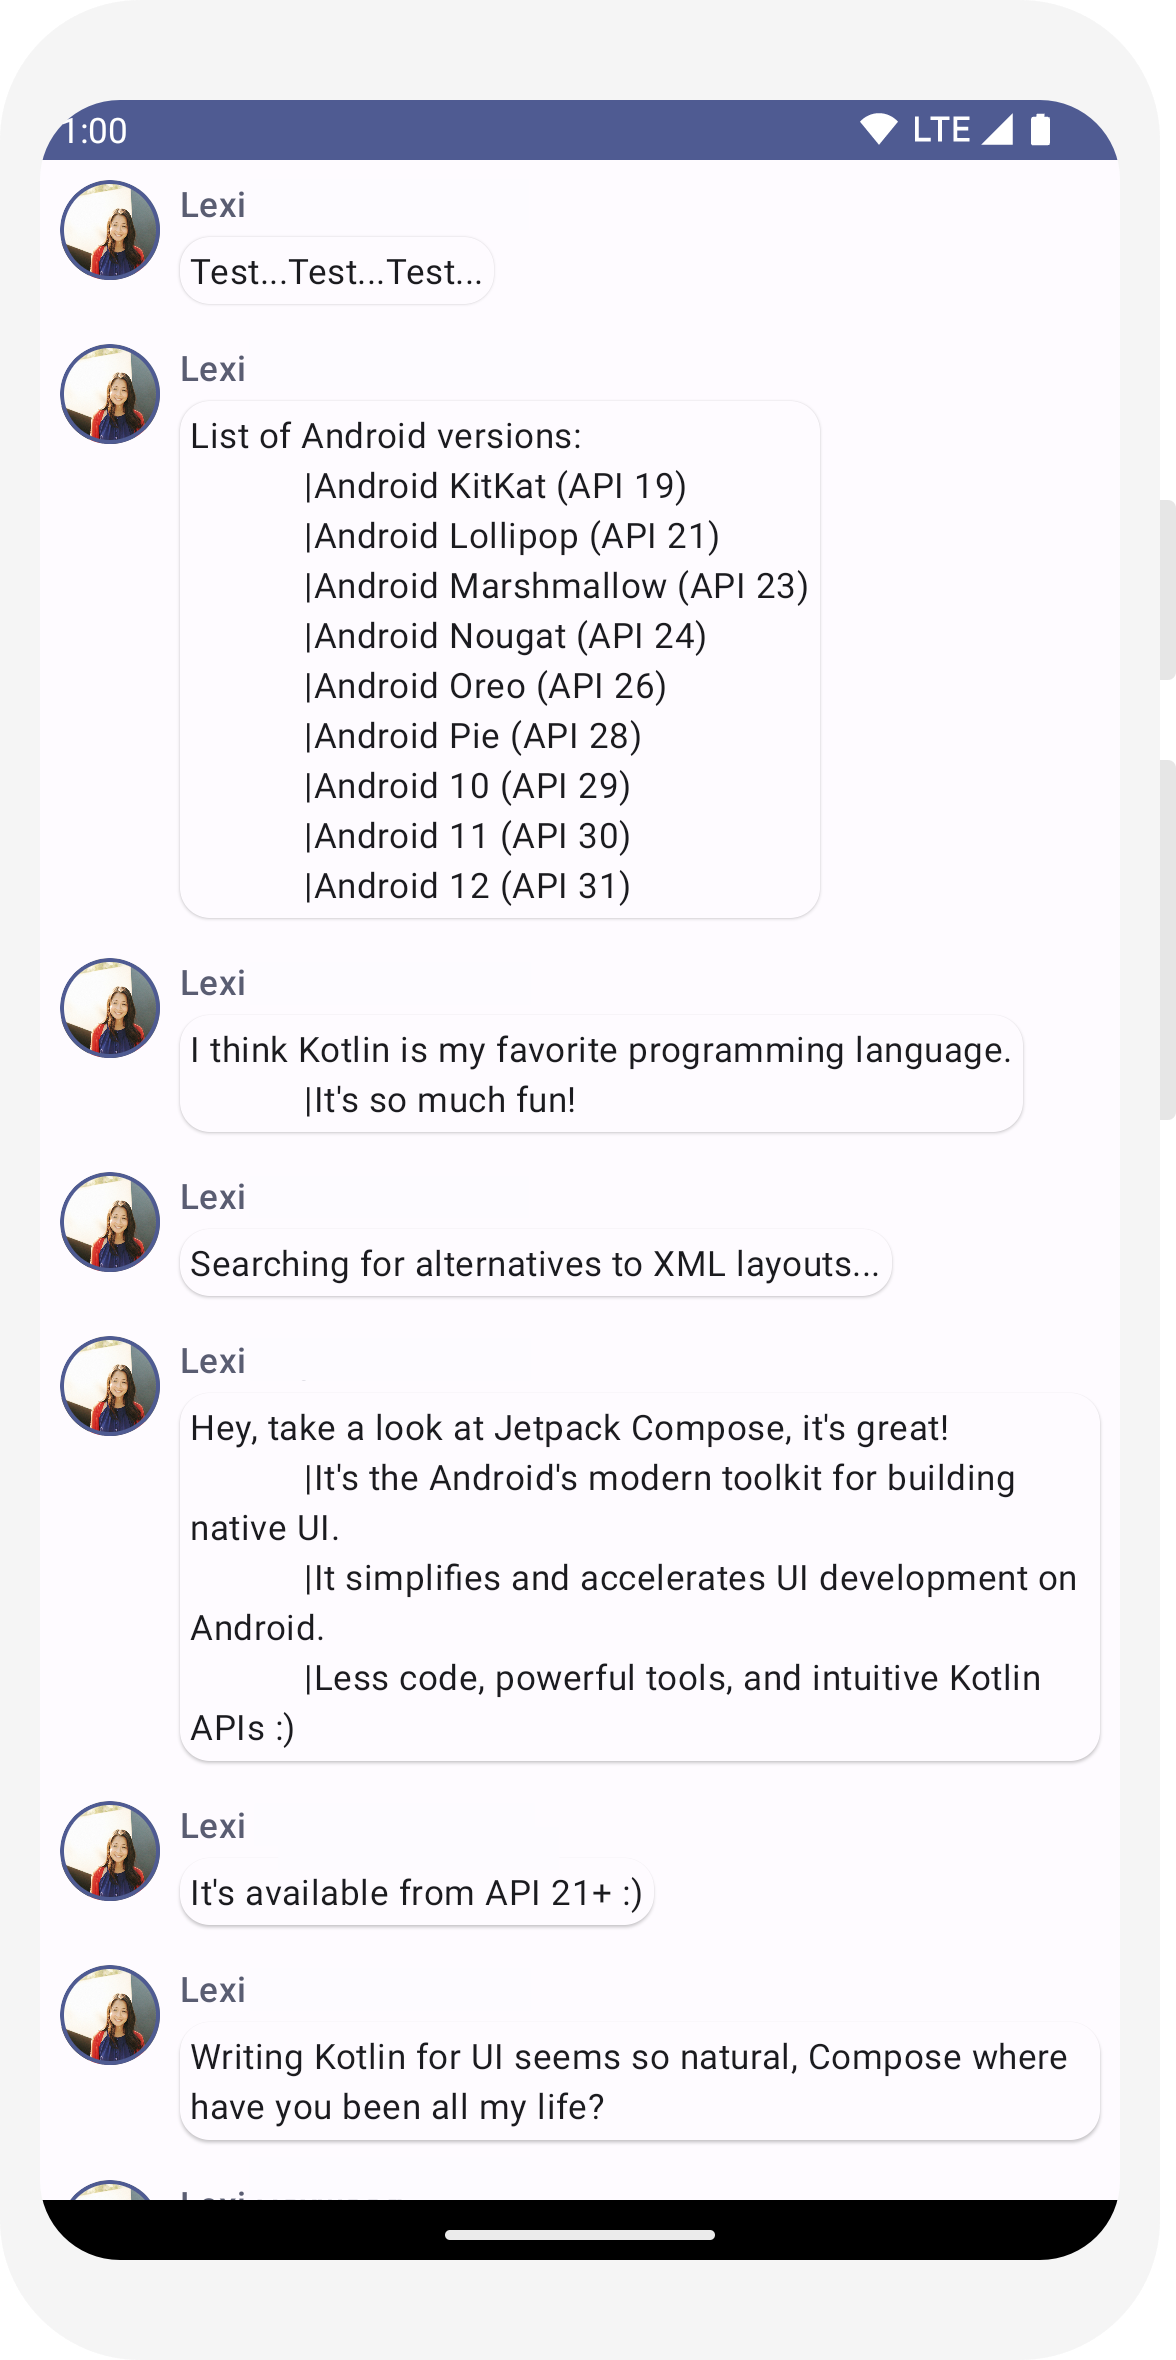 1:00 LTE
Lexi
Test...Test...Test...
Lexi
List of Android versions:
|Android KitKat (API 19)
|Android Lollipop (API 21)
|Android Marshmallow (API 23)
|Android Nougat (API 24)
|Android Oreo (API 26)
|Android Pie (API 28)
|Android 10 (API 29)
|Android 11 (API 30)
|Android 12 (API 31)
Lexi
I think Kotlin is my favorite programming language.
|It's so much fun!
Lexi
Searching for alternatives to XML layouts...
Lexi
Hey, take a look at Jetpack Compose, it's great!
|It's the Android's modern toolkit for building
native UI.
|It simplifies and accelerates UI development on
Android.
|Less code, powerful tools, and intuitive Kotlin
APIs :)
Lexi
It's available from API 21+ :)
Lexi
Writing Kotlin for UI seems so natural, Compose where
have you been all my life?